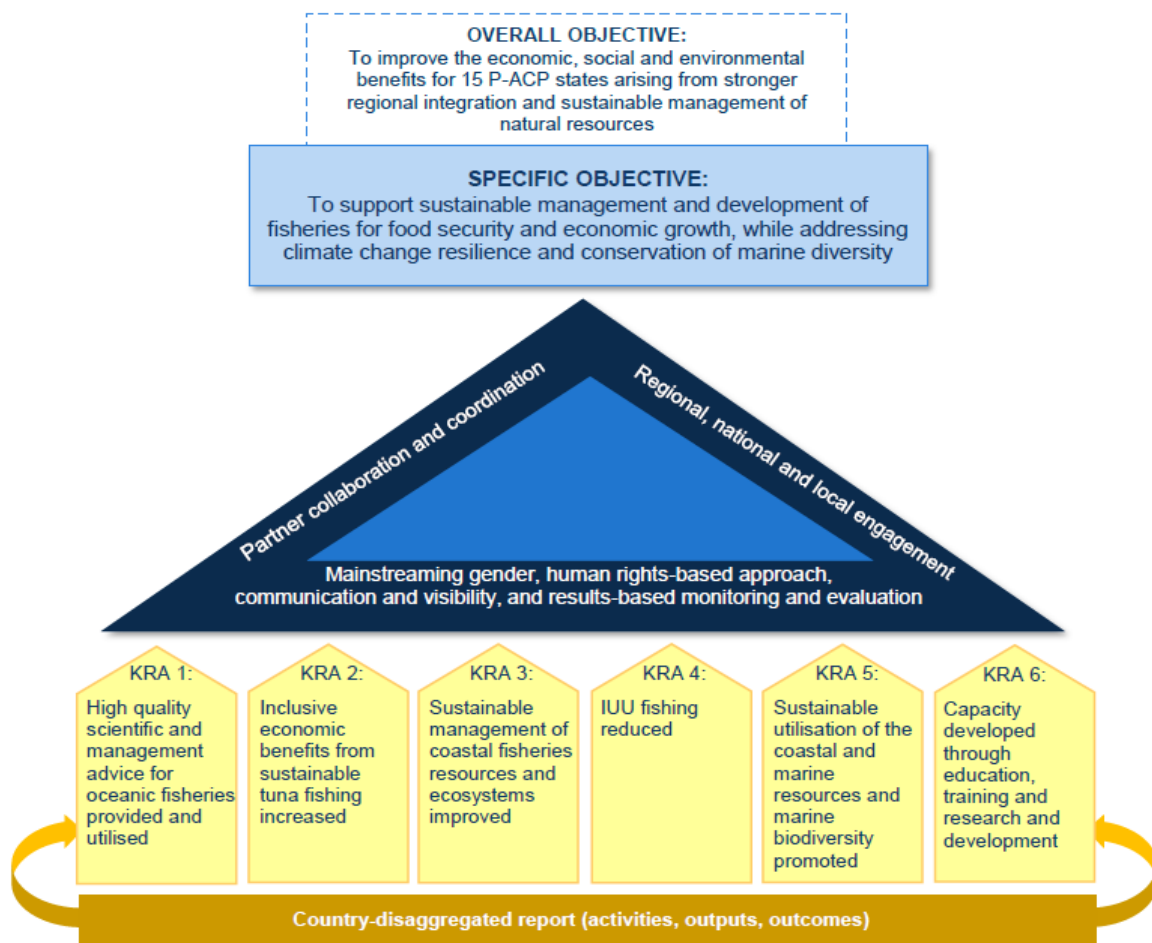 OVERALL OBJECTIVE:
To improve the economic, social and environmental
benefits for 15 P-ACP states arising from stronger
regional integration and sustainable management of
natural resources
SPECIFIC OBJECTIVE:
To support sustainable management and development of
fisheries for food security and economic growth, while addressing
climate change resilience and conservation of marine diversity
Partner collaboration and coordination
Regional, national and local engagement
Mainstreaming gender, human rights-based approach,
communication and visibility, and results-based monitoring and evaluation
KRA 1:
High quality
scientific and
management
advice for
oceanic fisheries
provided and
utilised
KRA 2:
Inclusive
economic
benefits from
sustainable
tuna fishing
increased
KRA 3:
Sustainable
management of
coastal fisheries
resources and
ecosystems
improved
KRA 4:
IUU fishing
reduced
KRA 5:
Sustainable
utilisation of the
coastal and
marine
resources and
marine
biodiversity
promoted
KRA 6:
Capacity
developed
through
education,
training and
research and
development
Country-disaggregated report (activities, outputs, outcomes)